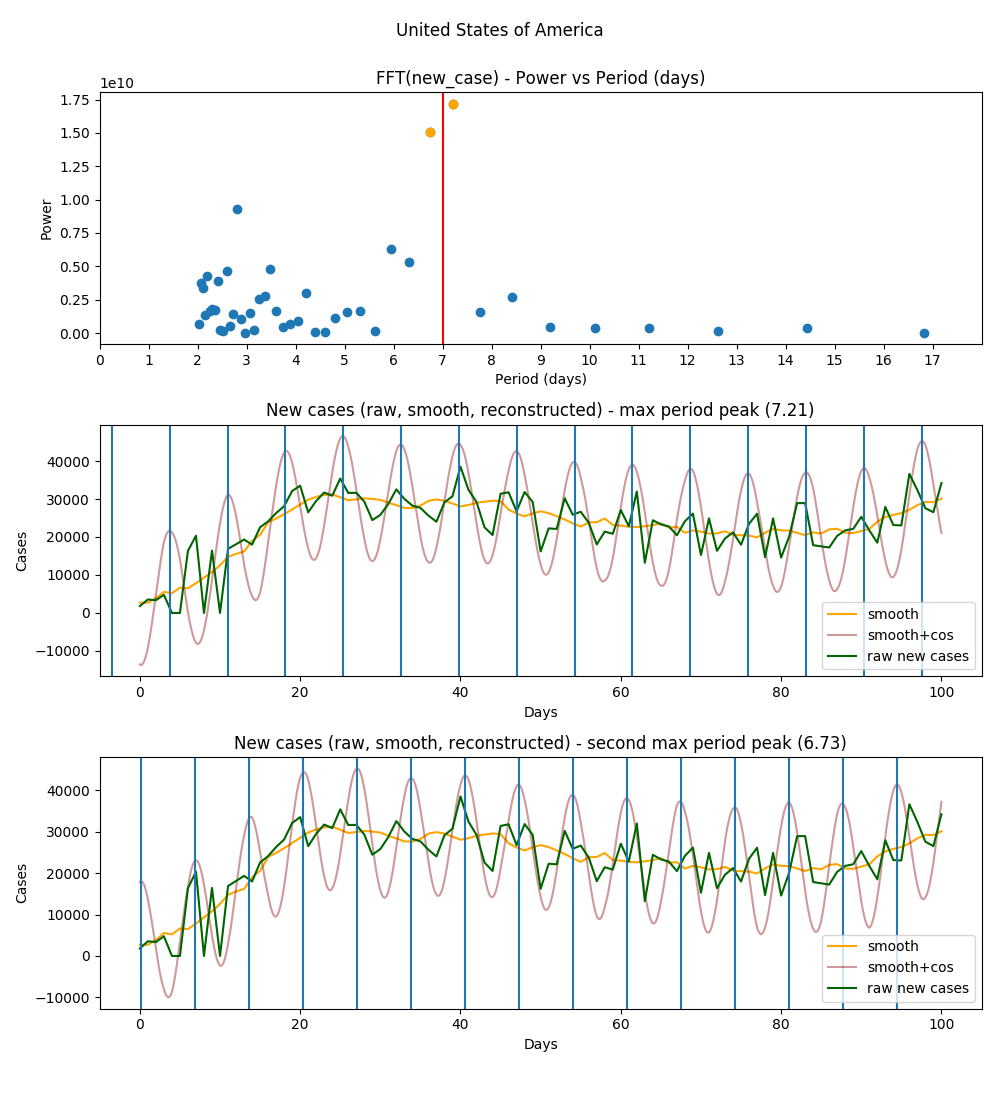 United States of America
FFT(new_case) - Power vs Period (days)
1e10
1.75
1.50
1.25
1.00
0.75
0.50
0.25
0.00
Power
0 1 2 3 4 5 6 7 8 9 10 11 12 13 14 15 16 17
Period (days)
New cases (raw, smooth, reconstructed) - max period peak (7.21)
40000
30000
20000
10000
0
−10000
Cases
smooth
smooth+cos
raw new cases
0 20 40 60 80 100
Days
New cases (raw, smooth, reconstructed) - second max period peak (6.73)
40000
30000
20000
10000
0
−10000
Cases
smooth
smooth+cos
raw new cases
0 20 40 60 80 100
Days